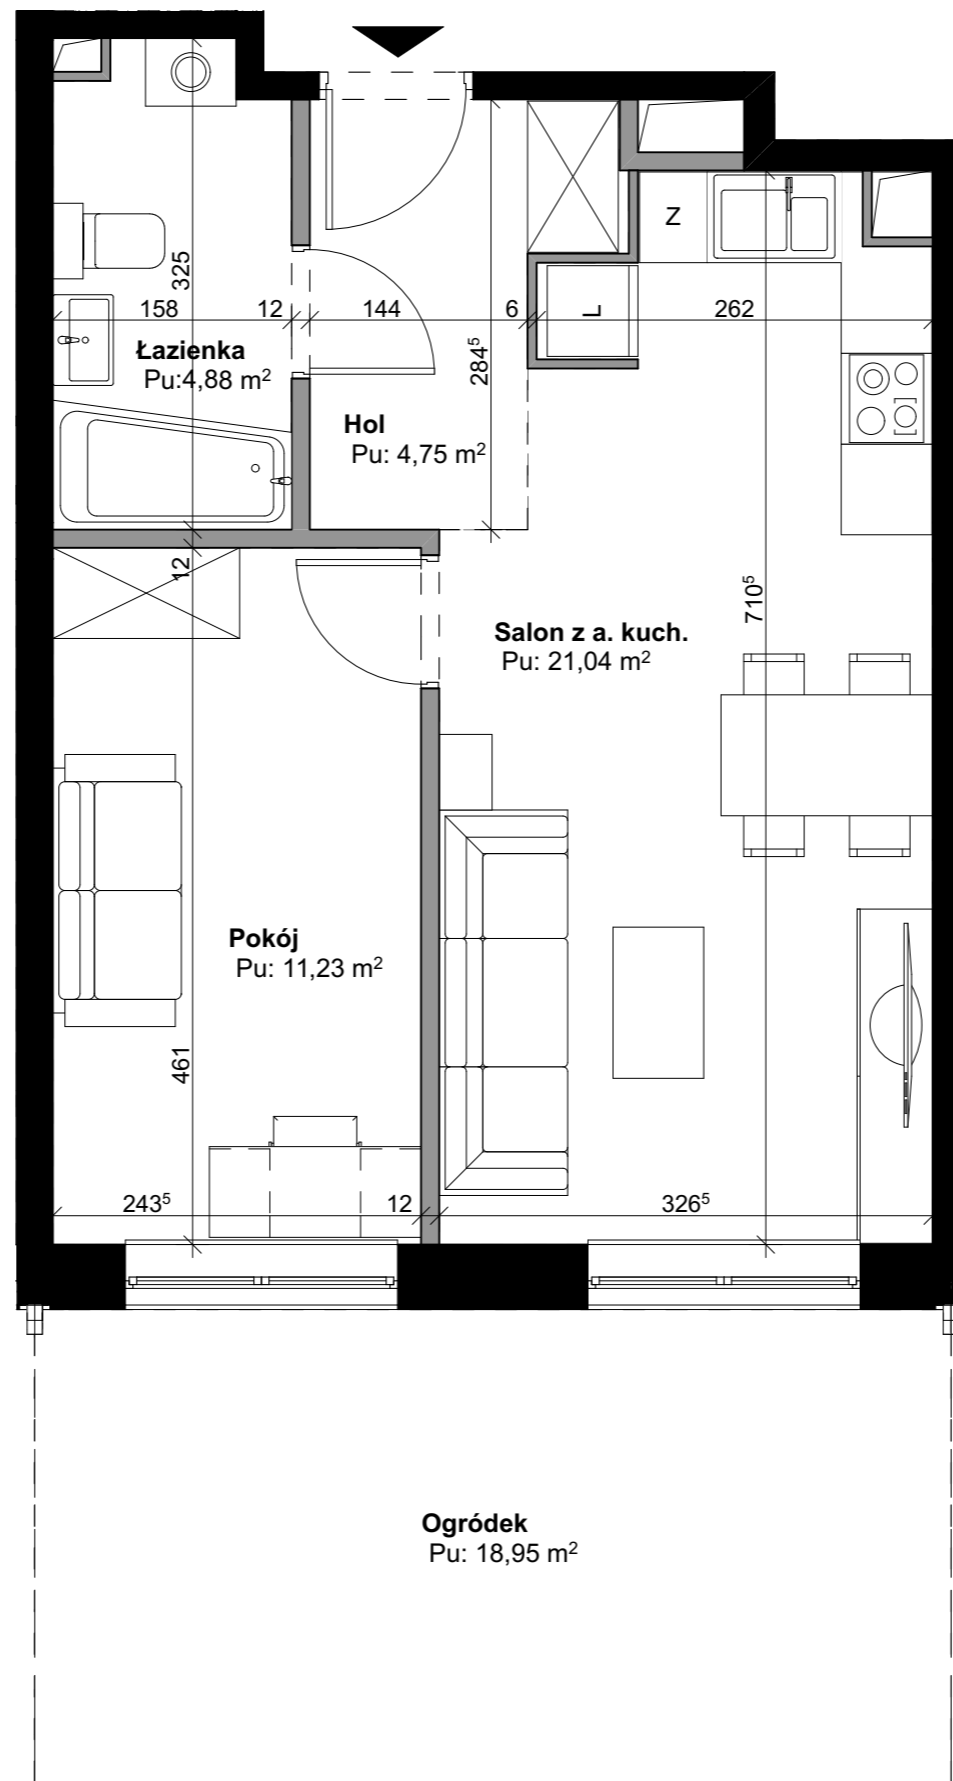 Z
325
L
158
12
144
6
262
Łazienka
Pu:4,88 m²
284⁵
Hol
Pu: 4,75 m²
12
710⁵
Salon z a. kuch.
Pu: 21,04 m²
Pokój
Pu: 11,23 m²
461
243⁵
12
326⁵
Ogródek
Pu: 18,95 m²